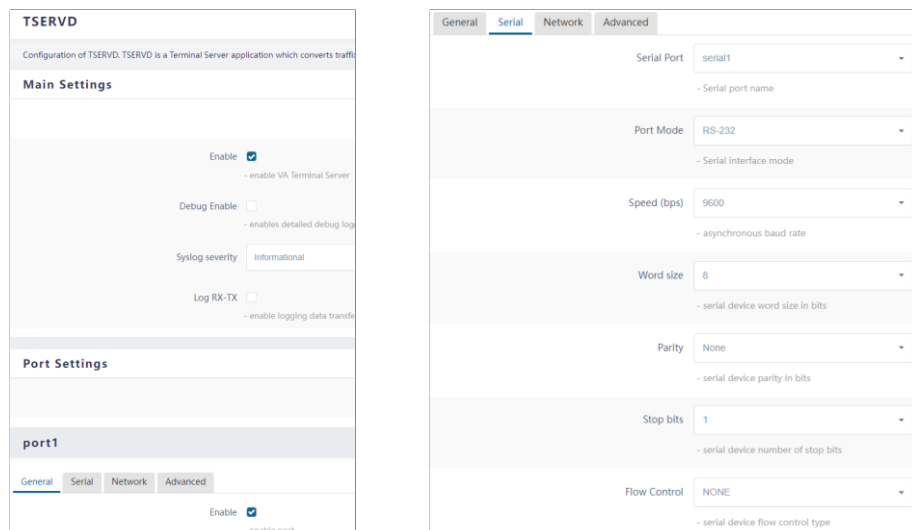 TSERVD
Configuration of TSERVD. TSERVD is a Terminal Server application which converts
Main Settings
Enable
- enable VA Terminal Server
Debug Enable
- enables detailed debug
Syslog severity Informational
Log RX-TX
- enable logging data
Port Settings
port1
General Serial Network Advanced
Enable
- enable port
General Serial Network Advanced
Serial Port serial1
- Serial port name
Port Mode RS-232
- Serial interface mode
Speed (bps) 9600
- asynchronous baud rate
Word size 8
- serial device word size in bits
Parity None
- serial device parity in bits
Stop bits 1
- serial device number of stop bits
Flow Control NONE
- serial device flow control type